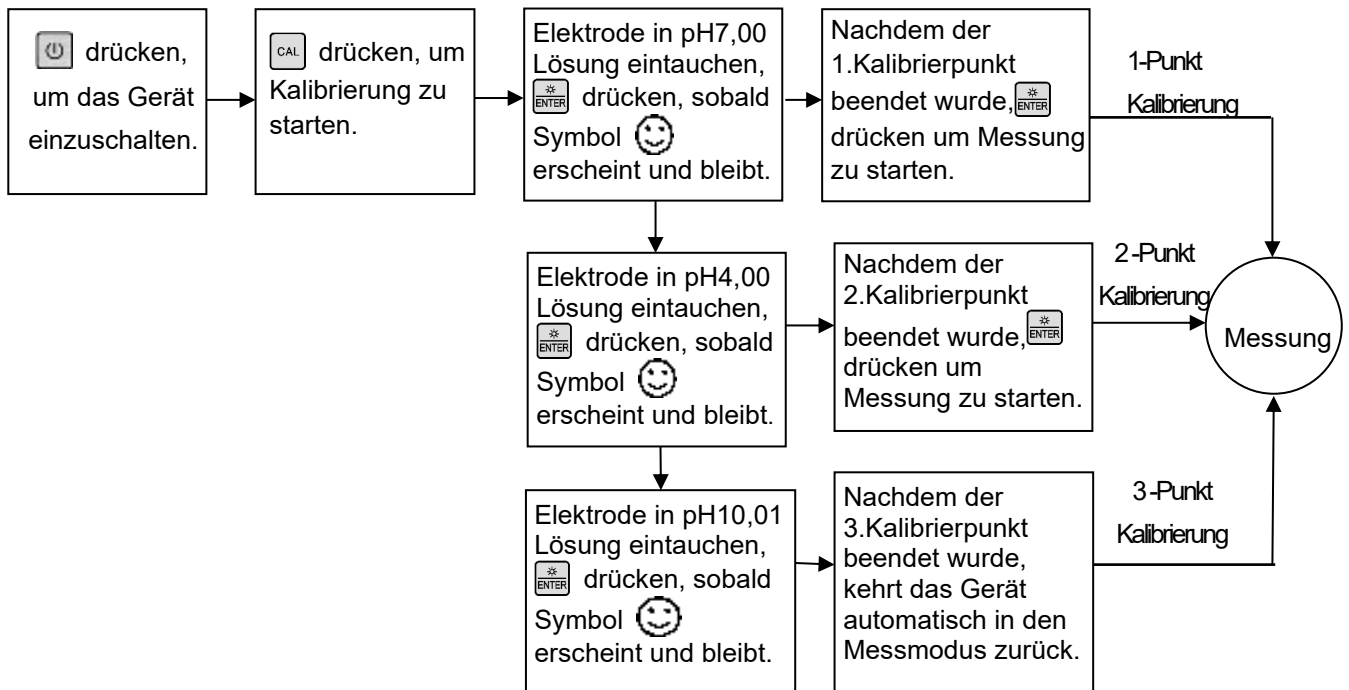 drücken,
um das Gerät
einzuschalten.
CAL drücken, um
Kalibrierung zu
starten.
Elektrode in pH7,00
Lösung eintauchen,
ENTER drücken, sobald
Symbol
erscheint und bleibt.
Nachdem der
1.Kalibrierpunkt
beendet wurde, ENTER
drücken um Messung
zu starten.
1-Punkt
Kalibrierung
Elektrode in pH4,00
Lösung eintauchen,
ENTER drücken, sobald
Symbol
erscheint und bleibt.
Nachdem der
2.Kalibrierpunkt
beendet wurde, ENTER
drücken um
Messung zu starten.
2-Punkt
Kalibrierung
Messung
Elektrode in pH10,01
Lösung eintauchen,
ENTER drücken, sobald
Symbol
erscheint und bleibt.
Nachdem der
3.Kalibrierpunkt
beendet wurde,
kehrt das Gerät
automatisch in den
Messmodus zurück.
3-Punkt
Kalibrierung